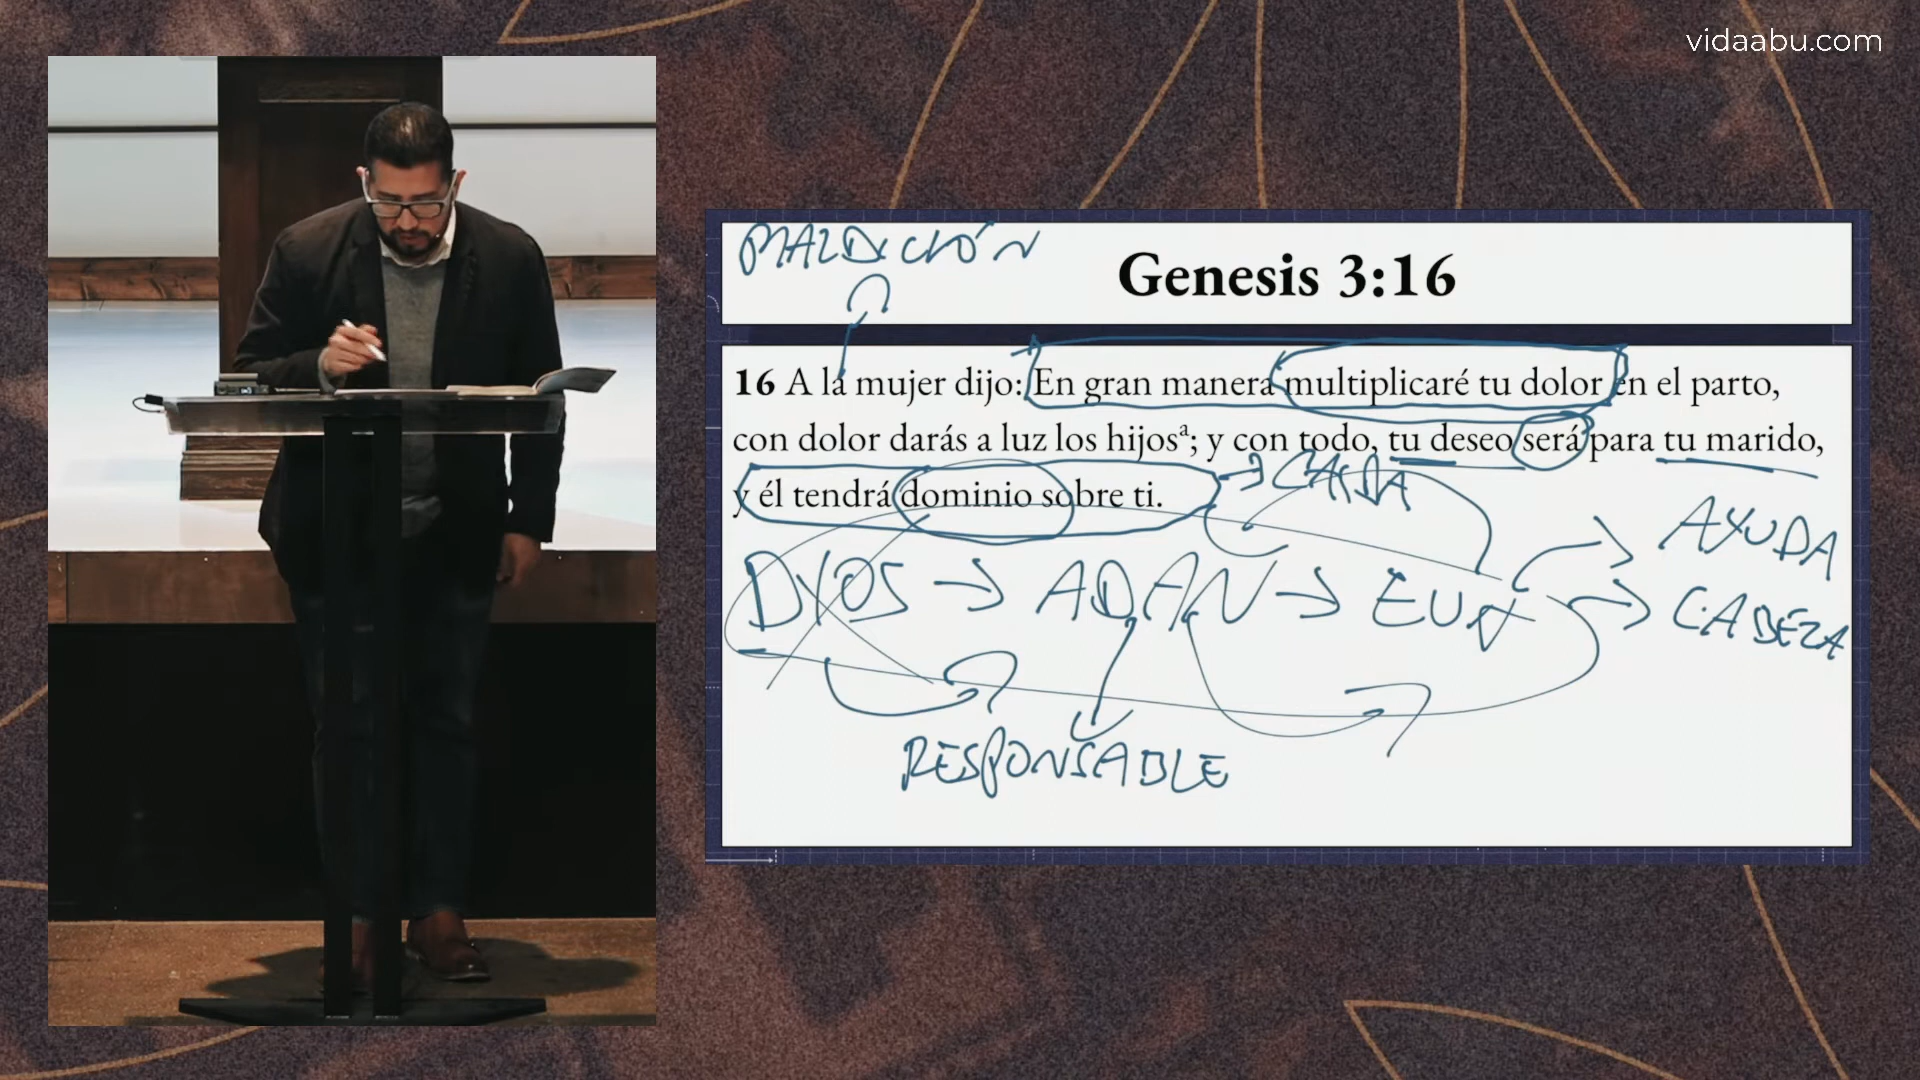 vidaabu.com
MALDICIÓN
Genesis 3:16
16 A la mujer dijo: En gran manera multiplicaré tu dolor en el parto,
con dolor darás a luz los hijosª; y con todo, tu deseo será para tu marido,
y él tendrá dominio sobre ti.
→ CAIDA
AYUDA
DIOS → ADAN → EVA
CABEZA
RESPONSABLE